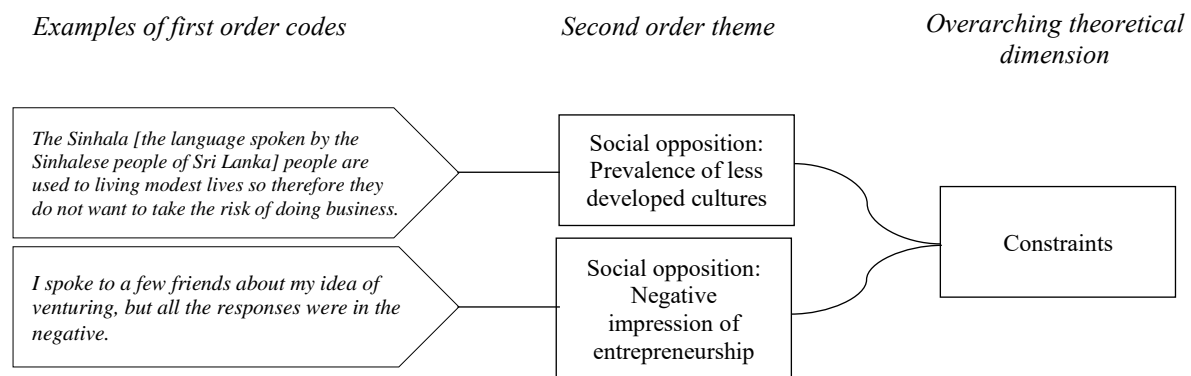 Examples of first order codes
Second order theme
Overarching theoretical
dimension
The Sinhala [the language spoken by the
Sinhalese people of Sri Lanka] people are
used to living modest lives so therefore they
do not want to take the risk of doing business.
Social opposition:
Prevalence of less
developed cultures
Constraints
I spoke to a few friends about my idea of
venturing, but all the responses were in the
negative.
Social opposition:
Negative
impression of
entrepreneurship